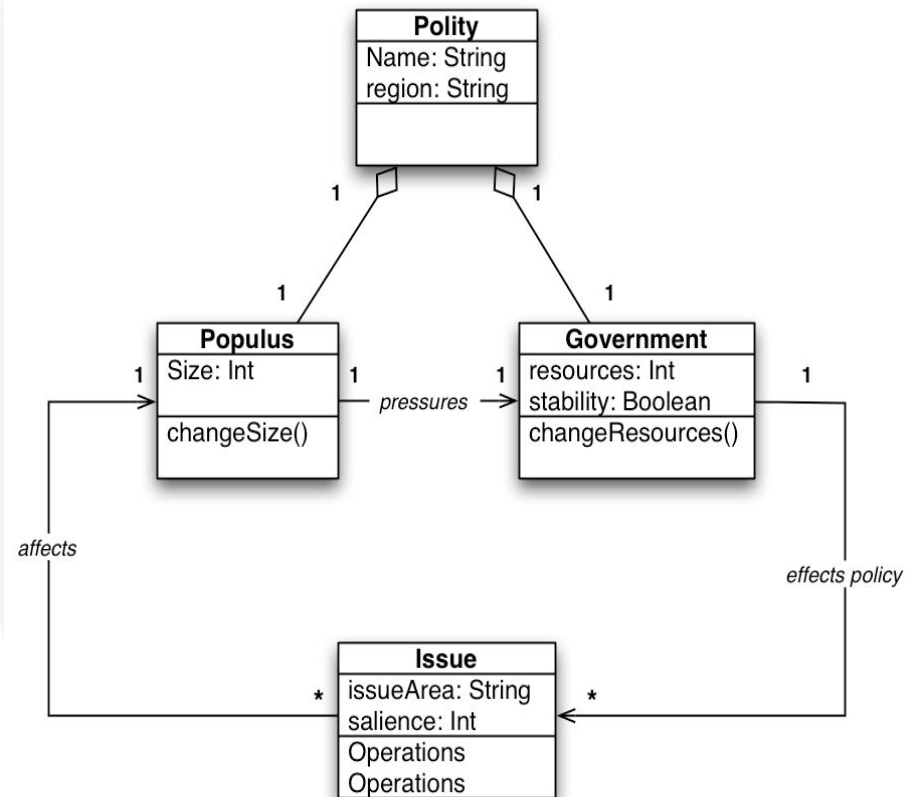 Polity
Name: String
region: String
1
1
1
1
Populus
Size: Int
changeSize()
1
1
pressures
1
Government
resources: Int
stability: Boolean
changeResources()
1
affects
effects policy
Issue
issueArea: String
salience: Int
Operations
Operations
*
*